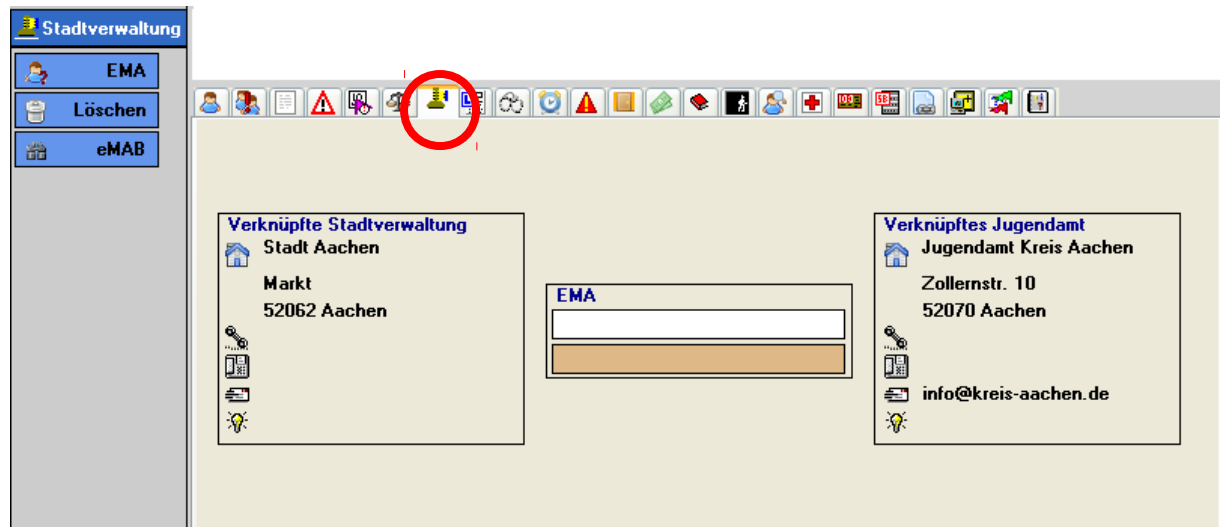 Stadtverwaltung
EMA
Löschen
eMAB
Verknüpfte Stadtverwaltung
Stadt Aachen
Markt
52062 Aachen
EMA
Verknüpftes Jugendamt
Jugendamt Kreis Aachen
Zollernstr. 10
52070 Aachen
info@kreis-aachen.de